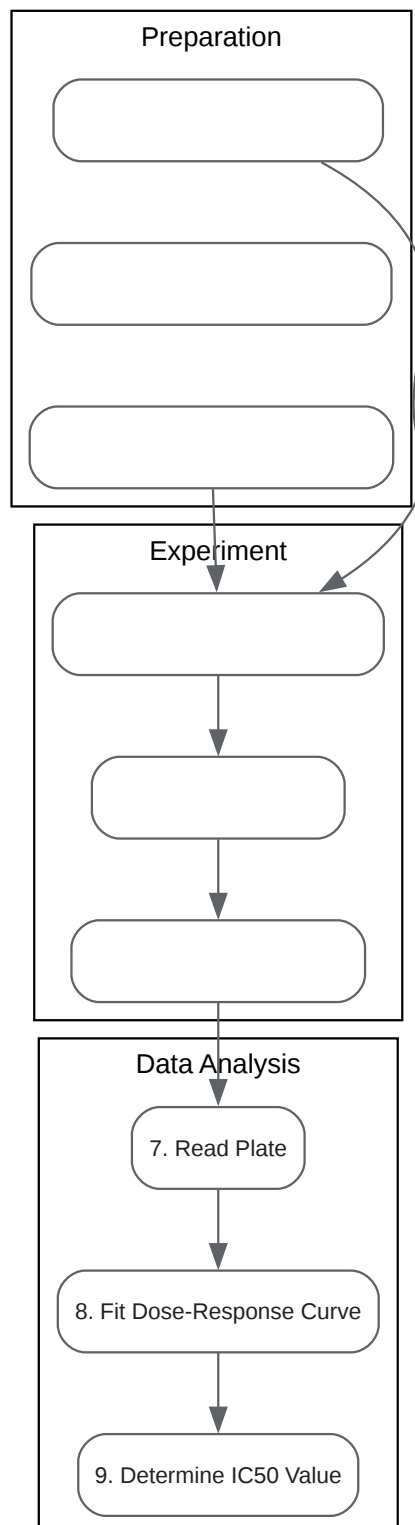 Preparation
Experiment
Data Analysis
7. Read Plate
8. Fit Dose-Response Curve
9. Determine IC50 Value